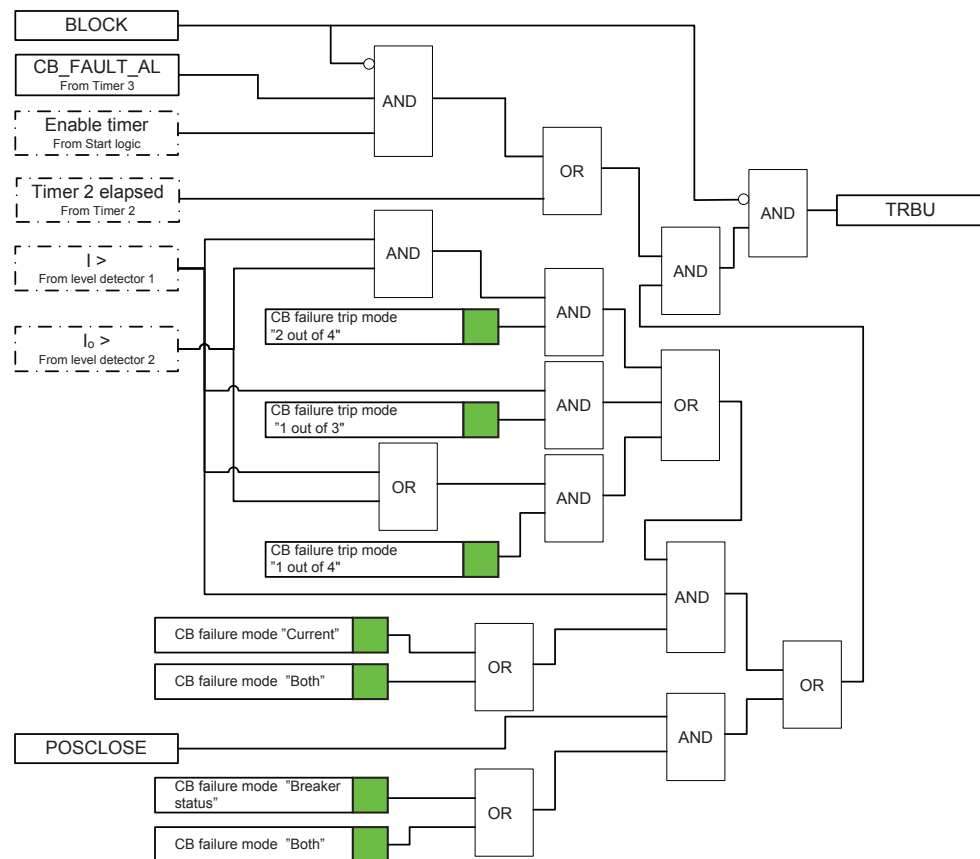 BLOCK
CB_FAULT_AL
From Timer 3
AND
Enable timer
From Start logic
OR
Timer 2 elapsed
From Timer 2
AND
TRBU
I >
From level detector 1
AND
AND
CB failure trip mode
"2 out of 4"
AND
I₀ >
From level detector 2
CB failure trip mode
"1 out of 3"
AND
OR
OR
AND
CB failure trip mode
"1 out of 4"
AND
CB failure mode "Current"
OR
CB failure mode "Both"
OR
POSCLOSE
AND
CB failure mode "Breaker
status"
OR
CB failure mode "Both"